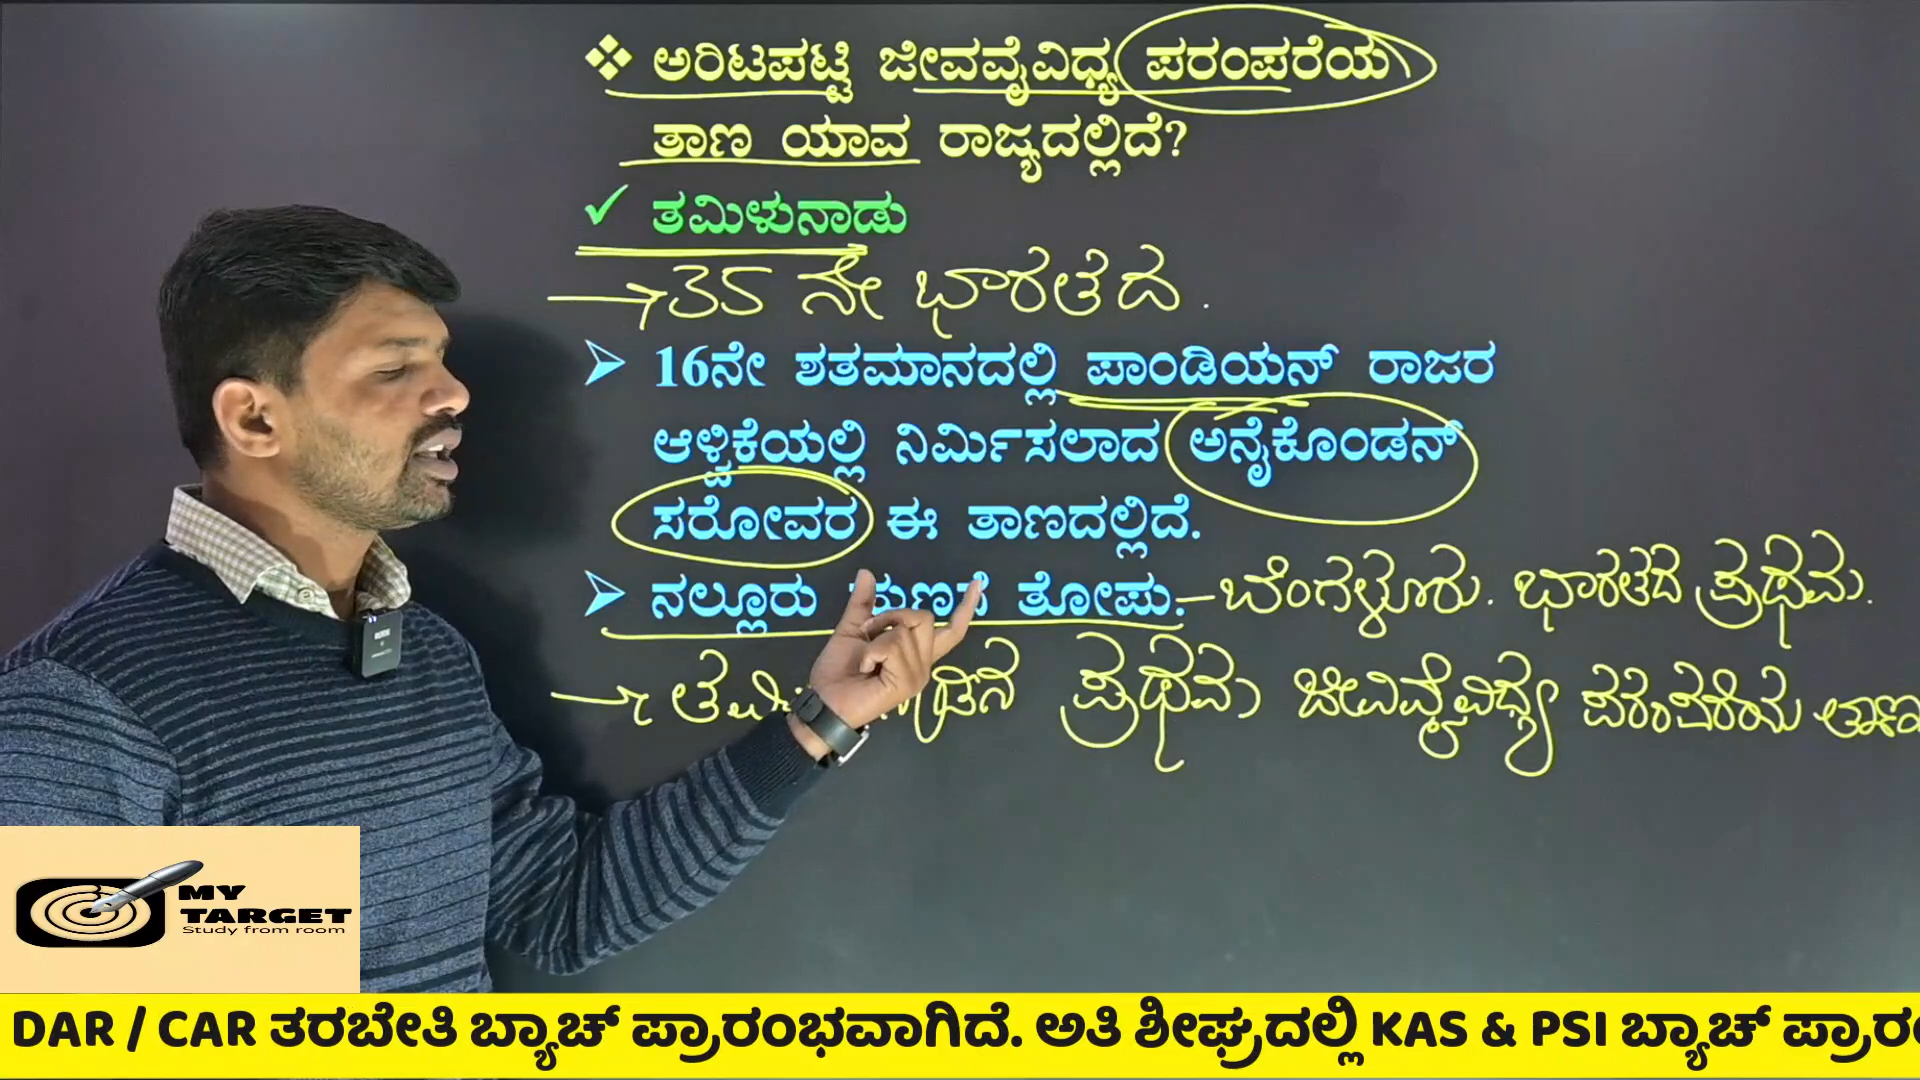 ❖ ಅರಿಟಪಟ್ಟಿ ಜೀವವೈವಿಧ್ಯ ಪರಂಪರೆಯ
ತಾಣ ಯಾವ ರಾಜ್ಯದಲ್ಲಿದೆ?
✓ ತಮಿಳುನಾಡು
→ 35 ನೇ ಭಾರತದ.
➢ 16ನೇ ಶತಮಾನದಲ್ಲಿ ಪಾಂಡಿಯನ್ ರಾಜರ
ಆಳ್ವಿಕೆಯಲ್ಲಿ ನಿರ್ಮಿಸಲಾದ ಅನೈಕೊಂಡನ್
ಸರೋವರ ಈ ತಾಣದಲ್ಲಿದೆ.
➢ ನಲ್ಲೂರು ತೋಪು. – ಬೆಂಗಳೂರು. ಭಾರತದ ಪ್ರಥಮ.
→ ಪ್ರಥಮ ಜೀವವೈವಿಧ್ಯ ಪರಂಪರೆಯ ತಾಣ
MY
TARGET
Study from room
DAR / CAR ತರಬೇತಿ ಬ್ಯಾಚ್ ಪ್ರಾರಂಭವಾಗಿದೆ. ಅತಿ ಶೀಘ್ರದಲ್ಲಿ KAS & PSI ಬ್ಯಾಚ್